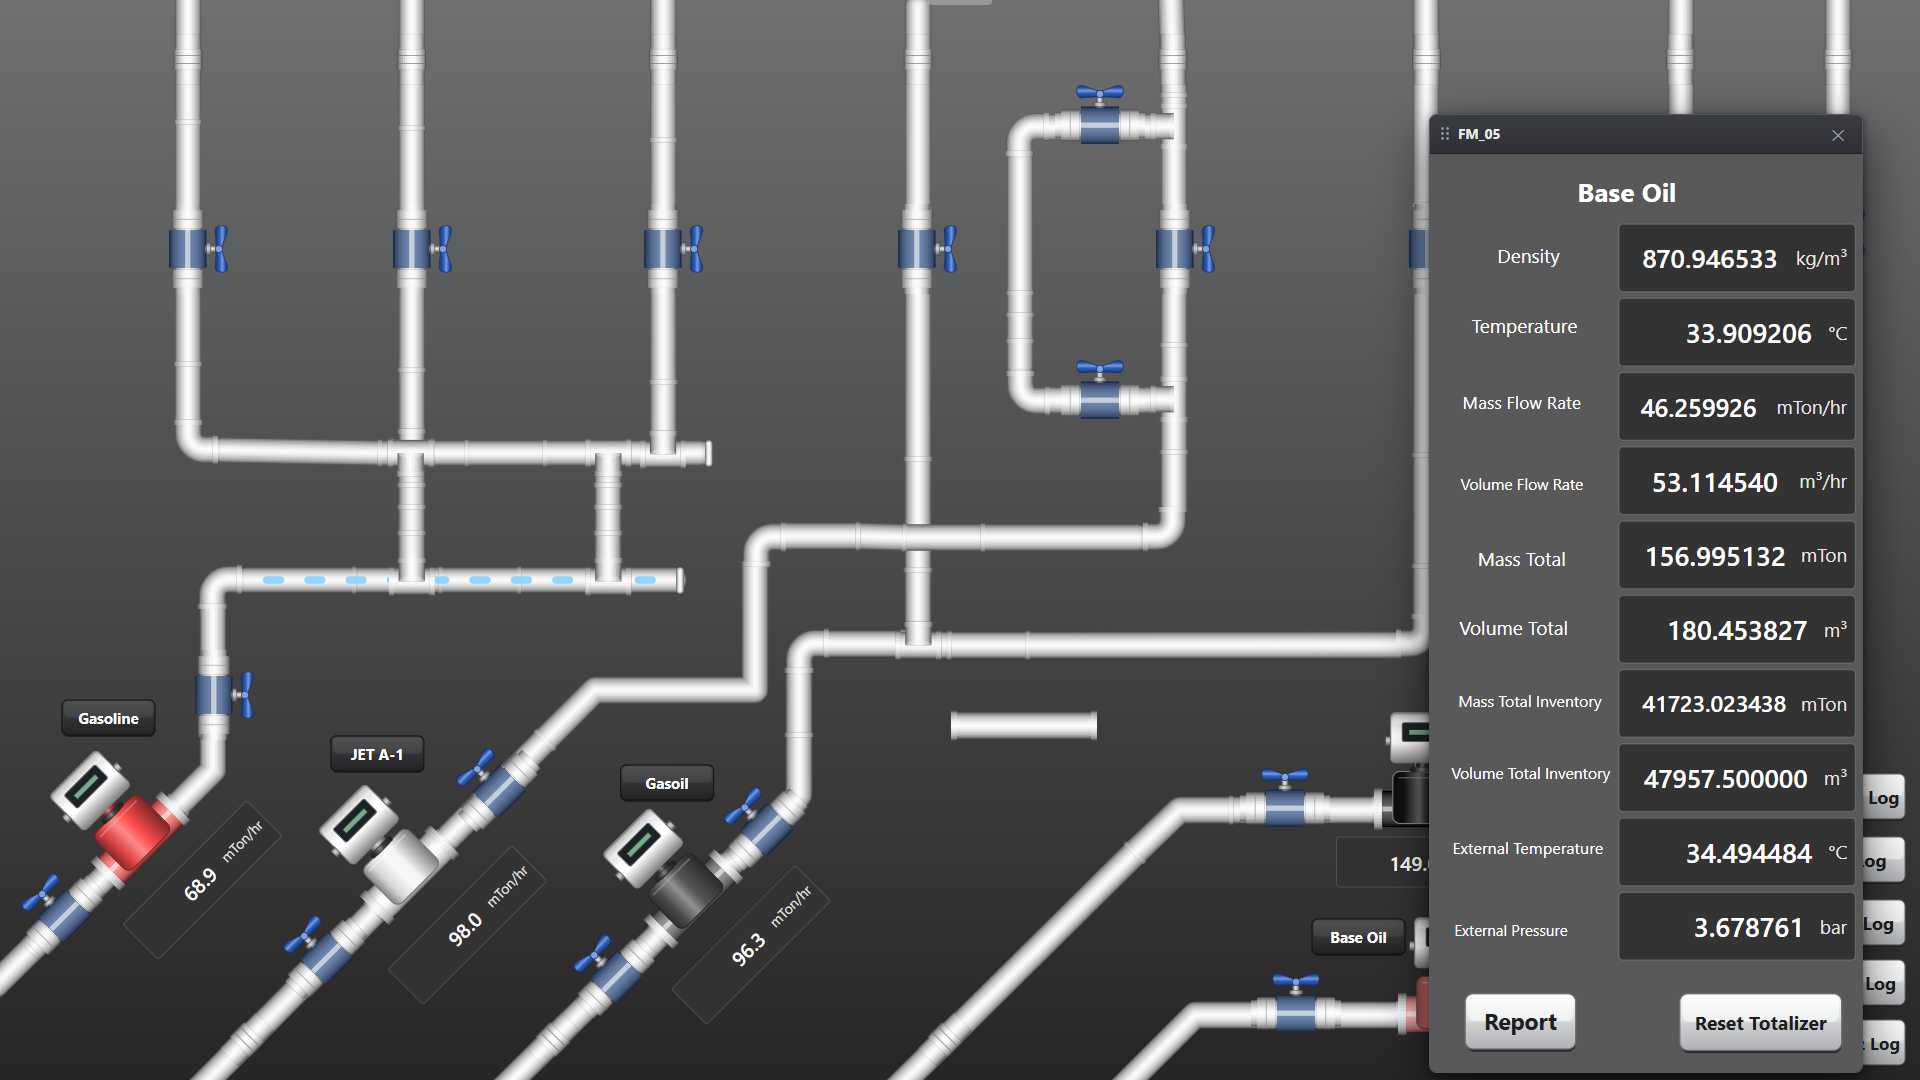 FM_05
Base Oil
Density 870.946533 kg/m³
Temperature 33.909206 °C
Mass Flow Rate 46.259926 mTon/hr
Volume Flow Rate 53.114540 m³/hr
Mass Total 156.995132 mTon
Volume Total 180.453827 m³
Mass Total Inventory 41723.023438 mTon
Volume Total Inventory 47957.500000 m³
External Temperature 34.494484 °C
External Pressure 3.678761 bar
Report
Reset Totalizer
Gasoline
68.9 mTon/hr
JET A-1
98.0 mTon/hr
Gasoil
96.3 mTon/hr
149.
Base Oil
Log
Log
Log
Log
Log